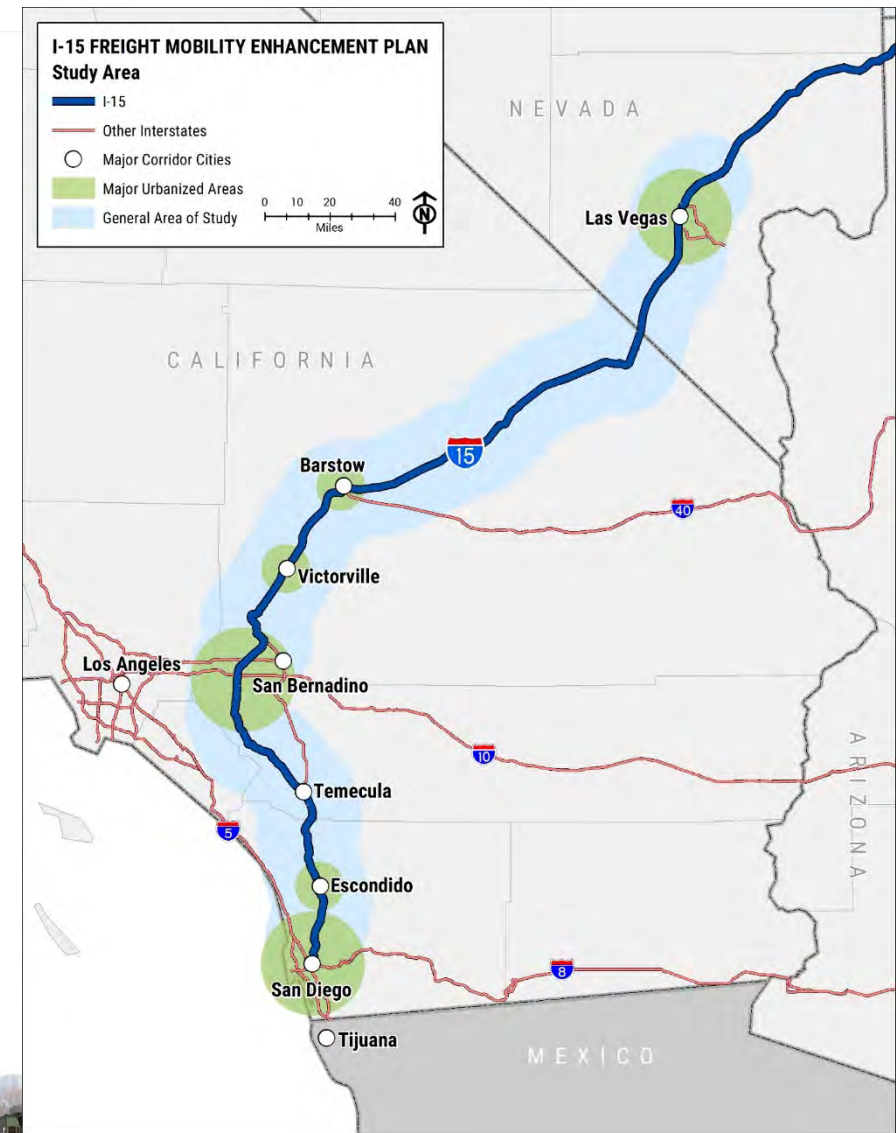 I-15 FREIGHT MOBILITY ENHANCEMENT PLAN
Study Area
I-15
Other Interstates
Major Corridor Cities
Major Urbanized Areas
General Area of Study
0 20 40
Miles
N
NEVADA
Las Vegas
CALIFORNIA
15
Barstow
40
Victorville
Los Angeles
San Bernadino
10
ARIZONA
Temecula
5
Escondido
8
San Diego
Tijuana
MEXICO